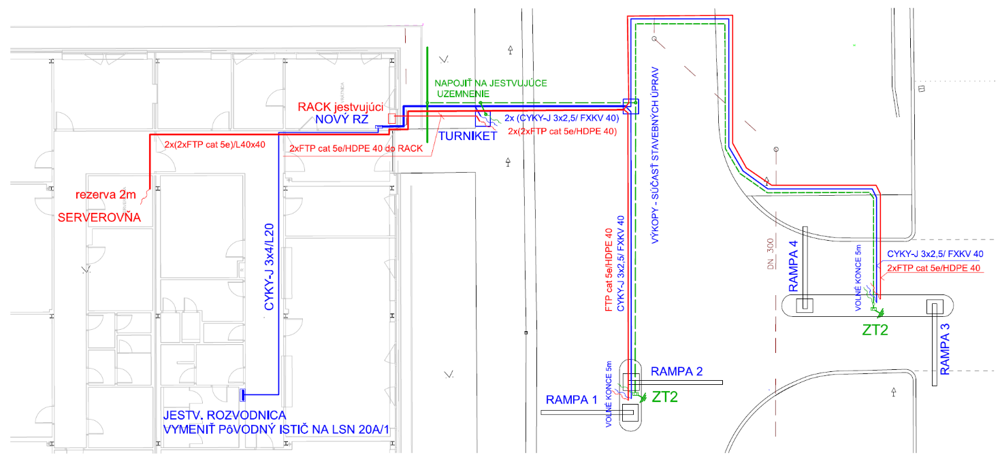 NAPOJIŤ NA JESTVUJÚCE
UZEMNENIE
RACK jestvujúci
NOVÝ RZ
2x (CYKY-J 3x2,5/ FXKV 40)
2x(2xFTP cat 5e/HDPE 40)
TURNIKET
2x(2xFTP cat 5e)/L40x40
2xFTP cat 5e/HDPE 40 do RACK
rezerva 2m
SERVEROVŇA
CYKY-J 3x4/L20
JESTV. ROZVODNICA
VYMENIŤ PôVODNÝ ISTIČ NA LSN 20A/1
VÝKOPY - SÚČASŤ STAVEBNÝCH ÚPRAV
FTP cat 5e/HDPE 40
CYKY-J 3x2,5/ FXKV 40
VOLNÉ KONCE 5m
RAMPA 1
RAMPA 2
ZT2
DN 300
RAMPA 4
VOLNÉ KONCE 5m
CYKY-J 3x2,5/ FXKV 40
2xFTP cat 5e/HDPE 40
ZT2
RAMPA 3